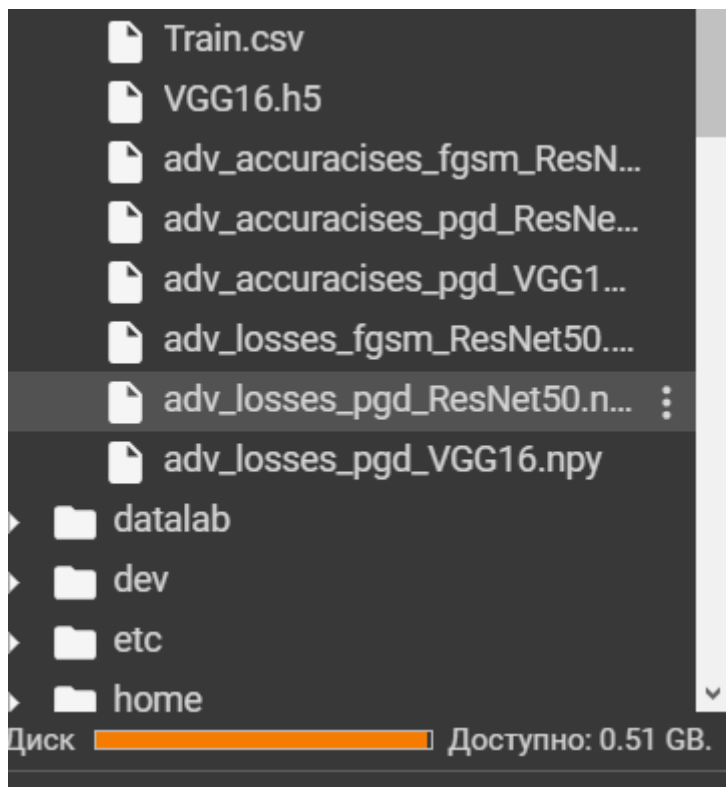 Train.csv
VGG16.h5
adv_accuracises_fgsm_ResN...
adv_accuracises_pgd_ResNe...
adv_accuracises_pgd_VGG1...
adv_losses_fgsm_ResNet50....
adv_losses_pgd_ResNet50.n...
adv_losses_pgd_VGG16.npy
datalab
dev
etc
home
Диск Доступно: 0.51 GB.